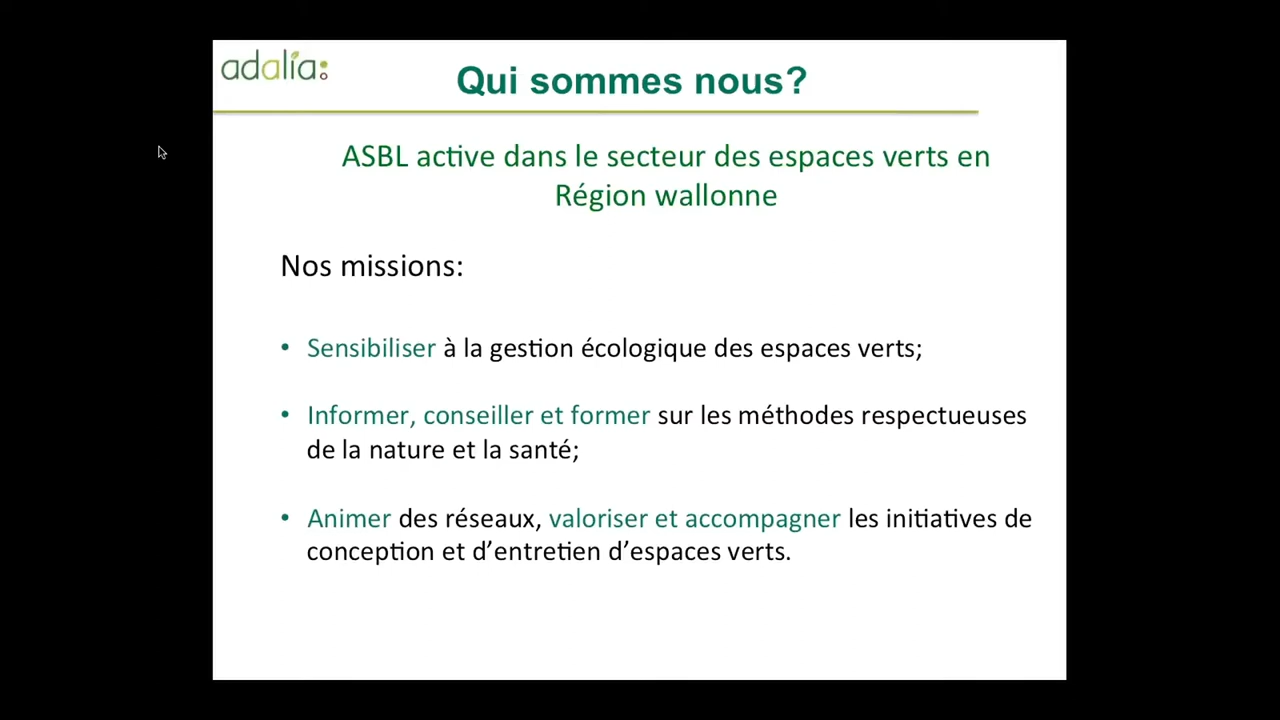 adalia
Qui sommes nous?
ASBL active dans le secteur des espaces verts en
Région wallonne
Nos missions:
• Sensibiliser à la gestion écologique des espaces verts;
• Informer, conseiller et former sur les méthodes respectueuses
de la nature et la santé;
• Animer des réseaux, valoriser et accompagner les initiatives de
conception et d’entretien d’espaces verts.